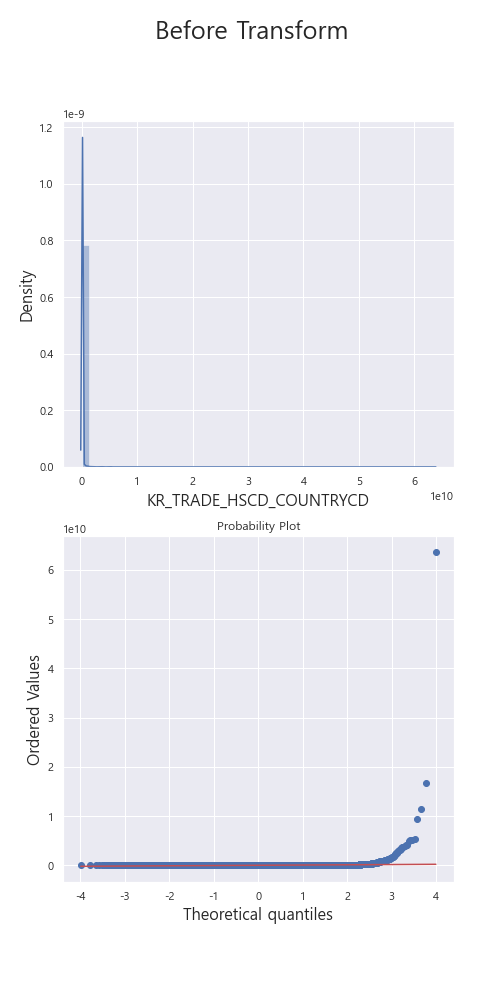 Before Transform
1e-9
1.2
1.0
0.8
0.6
0.4
0.2
0.0
Density
0 1 2 3 4 5 6
1e10
KR_TRADE_HSCD_COUNTRYCD
Probability Plot
1e10
6
5
4
3
2
1
0
Ordered Values
-4 -3 -2 -1 0 1 2 3 4
Theoretical quantiles